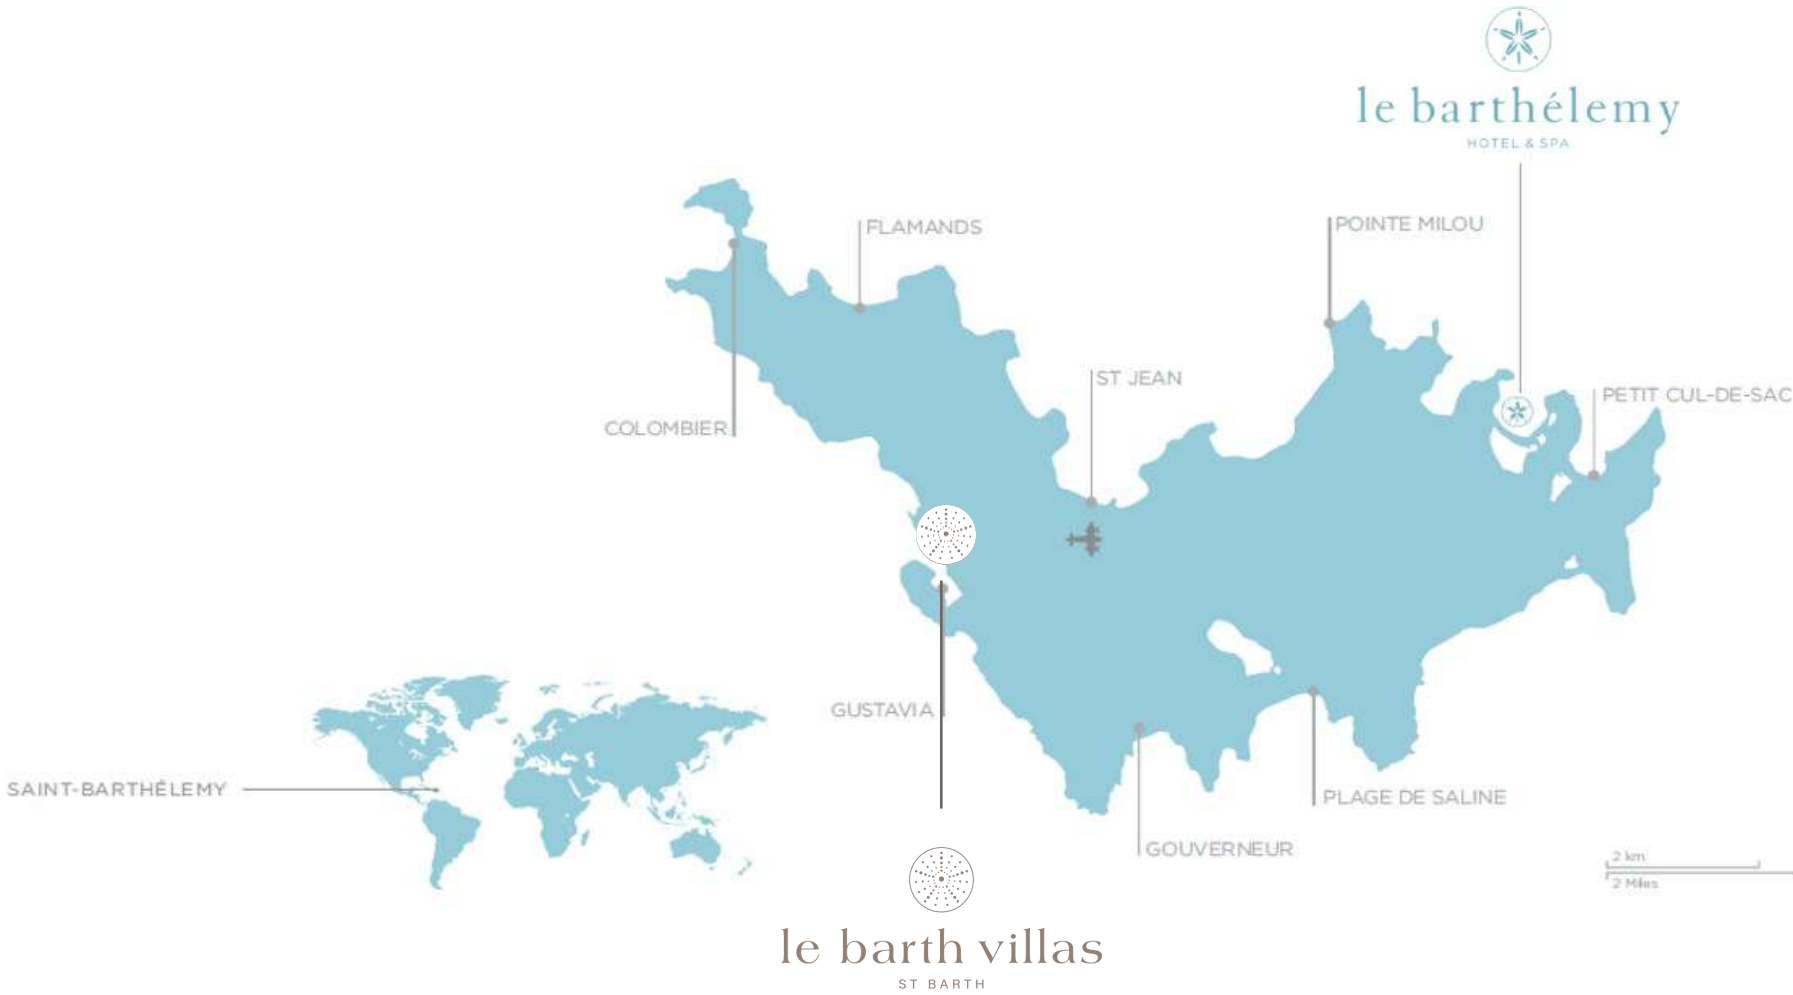 le barthélemy
HOTEL & SPA
FLAMANDS
POINTE MILOU
ST JEAN
PETIT CUL-DE-SAC
COLOMBIER
GUSTAVIA
SAINT-BARTHÉLEMY
PLAGE DE SALINE
GOUVERNEUR
2 km
2 Miles
le barth villas
ST BARTH